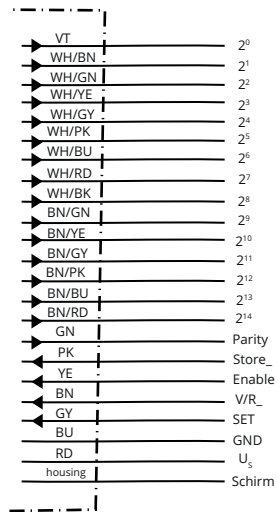 VT 2⁰
WH/BN 2¹
WH/GN 2²
WH/YE 2³
WH/GY 2⁴
WH/PK 2⁵
WH/BU 2⁶
WH/RD 2⁷
WH/BK 2⁸
BN/GN 2⁹
BN/YE 2¹⁰
BN/GY 2¹¹
BN/PK 2¹²
BN/BU 2¹³
BN/RD 2¹⁴
GN Parity
PK Store_
YE Enable
BN V/R_
GY SET
BU GND
RD Uₛ
housing Schirm